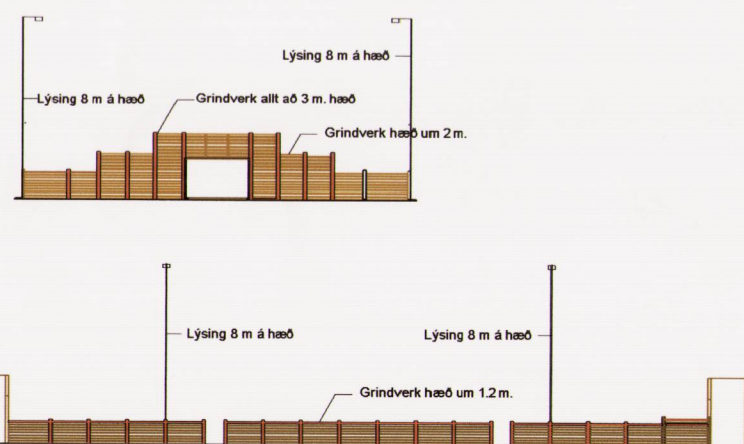 Lýsing 8 m á hæð
Lýsing 8 m á hæð
Grindverk allt að 3 m. hæð
Grindverk hæð um 2 m.
Lýsing 8 m á hæð
Lýsing 8 m á hæð
Grindverk hæð um 1.2 m.